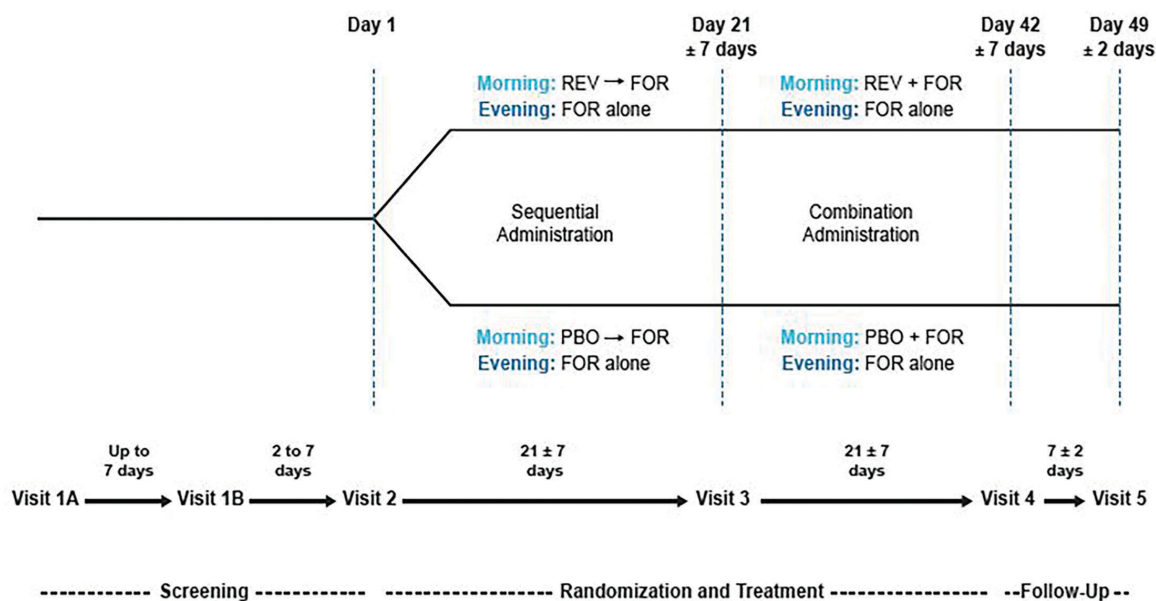 Day 1
Day 21
± 7 days
Day 42
± 7 days
Day 49
± 2 days
Morning: REV → FOR
Evening: FOR alone
Morning: REV + FOR
Evening: FOR alone
Sequential
Administration
Combination
Administration
Morning: PBO → FOR
Evening: FOR alone
Morning: PBO + FOR
Evening: FOR alone
Up to
7 days
2 to 7
days
21 ± 7
days
21 ± 7
days
7 ± 2
days
Visit 1A
Visit 1B
Visit 2
Visit 3
Visit 4
Visit 5
Screening
Randomization and Treatment
Follow-Up